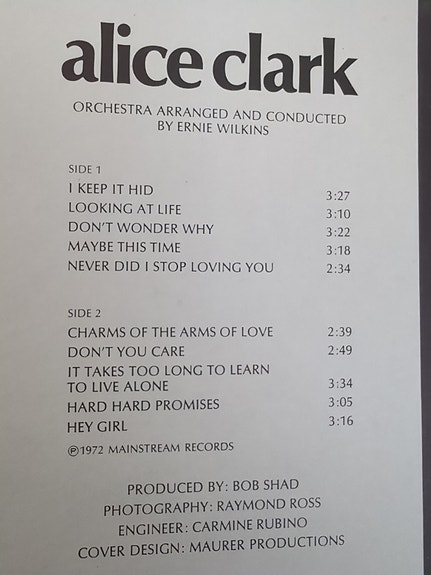 alice clark
ORCHESTRA ARRANGED AND CONDUCTED
BY ERNIE WILKINS
SIDE 1
I KEEP IT HID 3:27
LOOKING AT LIFE 3:10
DON'T WONDER WHY 3:22
MAYBE THIS TIME 3:18
NEVER DID I STOP LOVING YOU 2:34
SIDE 2
CHARMS OF THE ARMS OF LOVE 2:39
DON'T YOU CARE 2:49
IT TAKES TOO LONG TO LEARN
TO LIVE ALONE 3:34
HARD HARD PROMISES 3:05
HEY GIRL 3:16
℗1972 MAINSTREAM RECORDS
PRODUCED BY: BOB SHAD
PHOTOGRAPHY: RAYMOND ROSS
ENGINEER: CARMINE RUBINO
COVER DESIGN: MAURER PRODUCTIONS